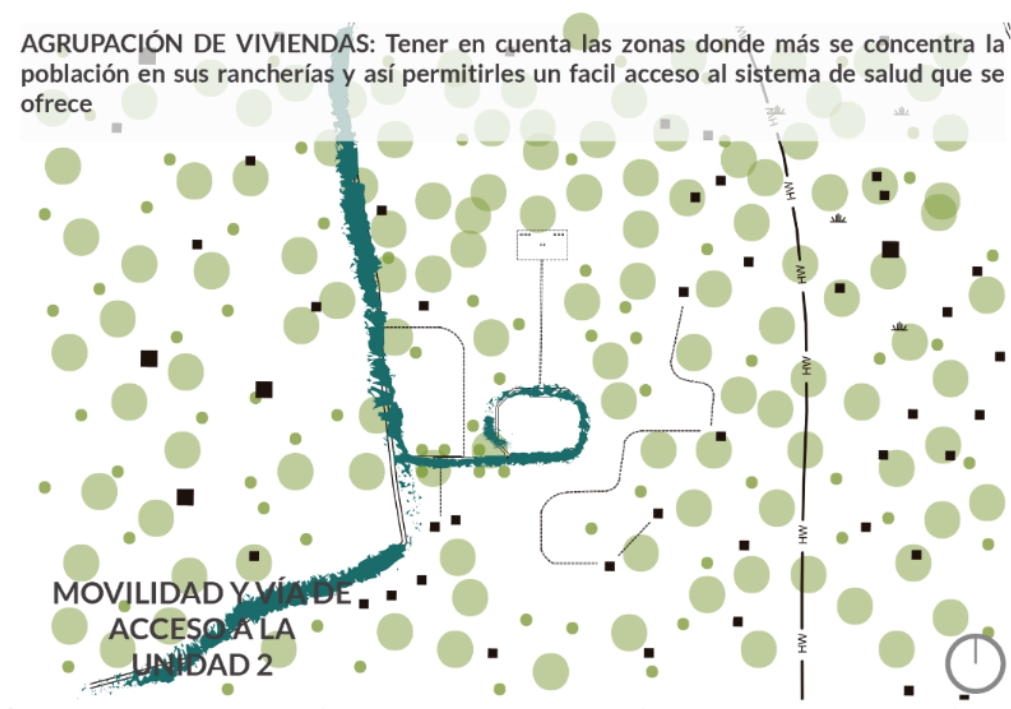 AGRUPACIÓN DE VIVIENDAS: Tener en cuenta las zonas donde más se concentra la
población en sus rancherías y así permitirles un facil acceso al sistema de salud que se
ofrece
HW
HW
HW
HW
HW
HW
HW
MOVILIDAD Y VÍA DE
ACCESO A LA
UNIDAD 2